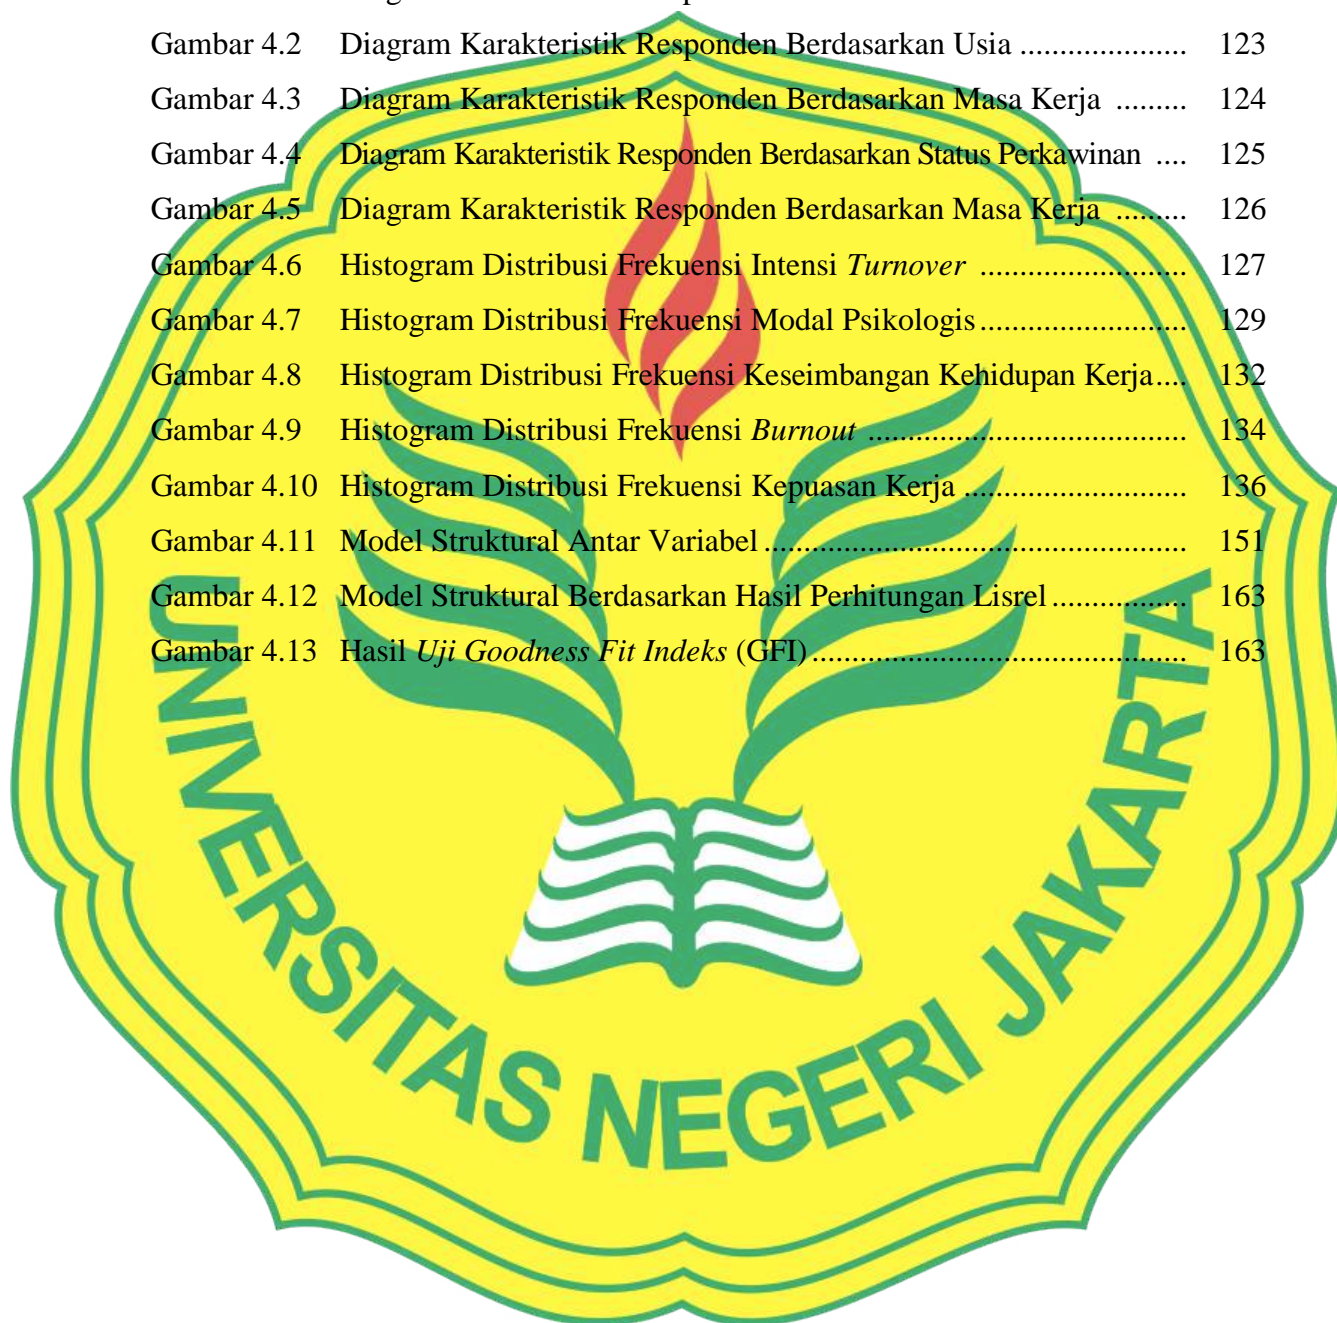 Gambar 4.2 Diagram Karakteristik Responden Berdasarkan Usia ..................... 123
Gambar 4.3 Diagram Karakteristik Responden Berdasarkan Masa Kerja ......... 124
Gambar 4.4 Diagram Karakteristik Responden Berdasarkan Status Perkawinan .... 125
Gambar 4.5 Diagram Karakteristik Responden Berdasarkan Masa Kerja ......... 126
Gambar 4.6 Histogram Distribusi Frekuensi Intensi Turnover .......................... 127
Gambar 4.7 Histogram Distribusi Frekuensi Modal Psikologis .......................... 129
Gambar 4.8 Histogram Distribusi Frekuensi Keseimbangan Kehidupan Kerja.... 132
Gambar 4.9 Histogram Distribusi Frekuensi Burnout ........................................ 134
Gambar 4.10 Histogram Distribusi Frekuensi Kepuasan Kerja ............................ 136
Gambar 4.11 Model Struktural Antar Variabel ..................................................... 151
Gambar 4.12 Model Struktural Berdasarkan Hasil Perhitungan Lisrel ................. 163
Gambar 4.13 Hasil Uji Goodness Fit Indeks (GFI) ............................................... 163
UNIVERSITAS NEGERI JAKARTA